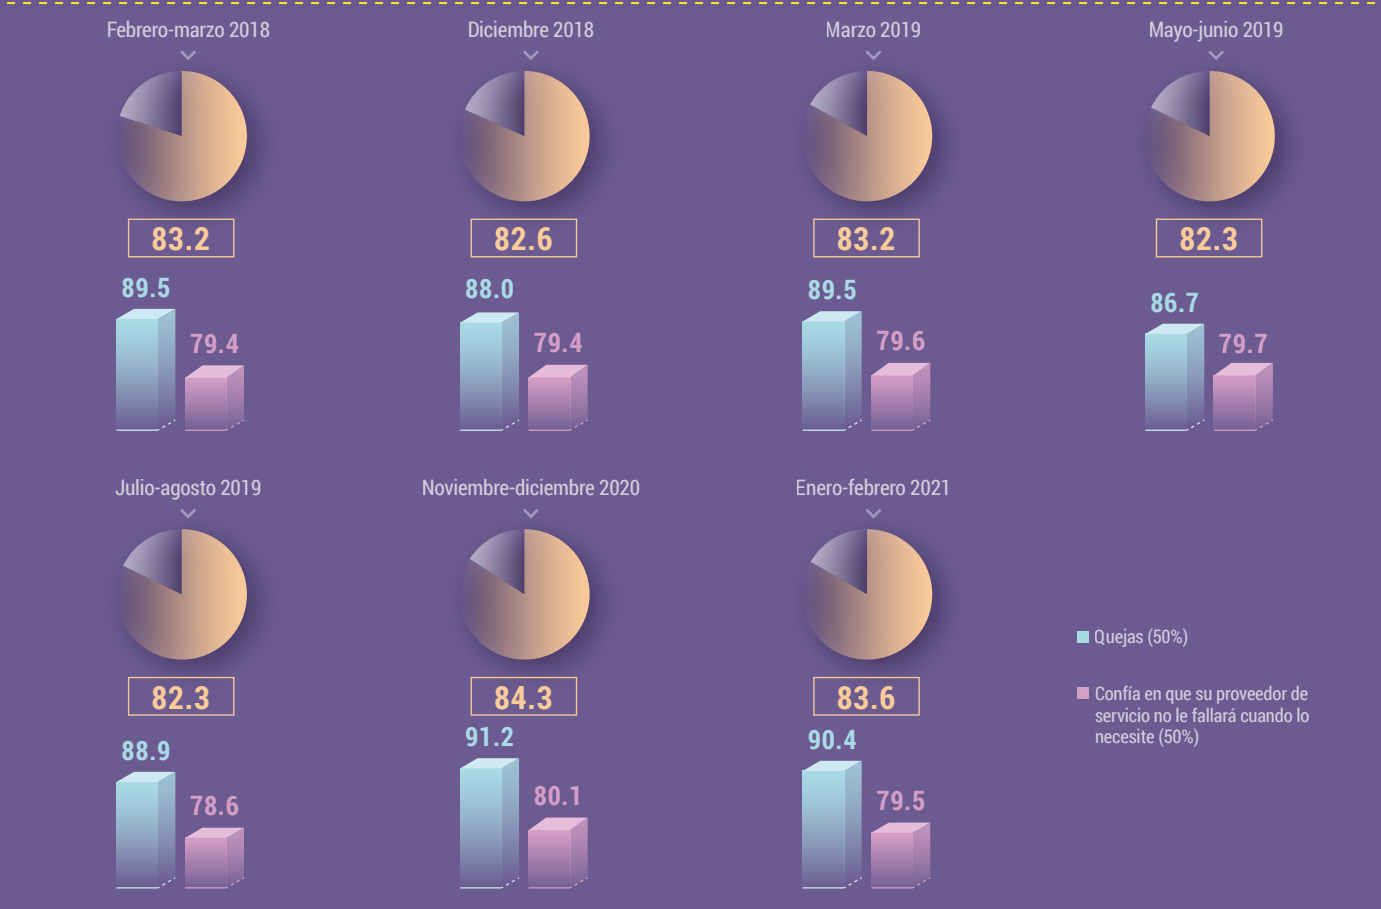 Febrero-marzo 2018
Diciembre 2018
Marzo 2019
Mayo-junio 2019
83.2
82.6
83.2
82.3
89.5
79.4
88.0
79.4
89.5
79.6
86.7
79.7
Julio-agosto 2019
Noviembre-diciembre 2020
Enero-febrero 2021
82.3
84.3
83.6
88.9
78.6
91.2
80.1
90.4
79.5
Quejas (50%)
Confía en que su proveedor de
servicio no le fallará cuando lo
necesite (50%)